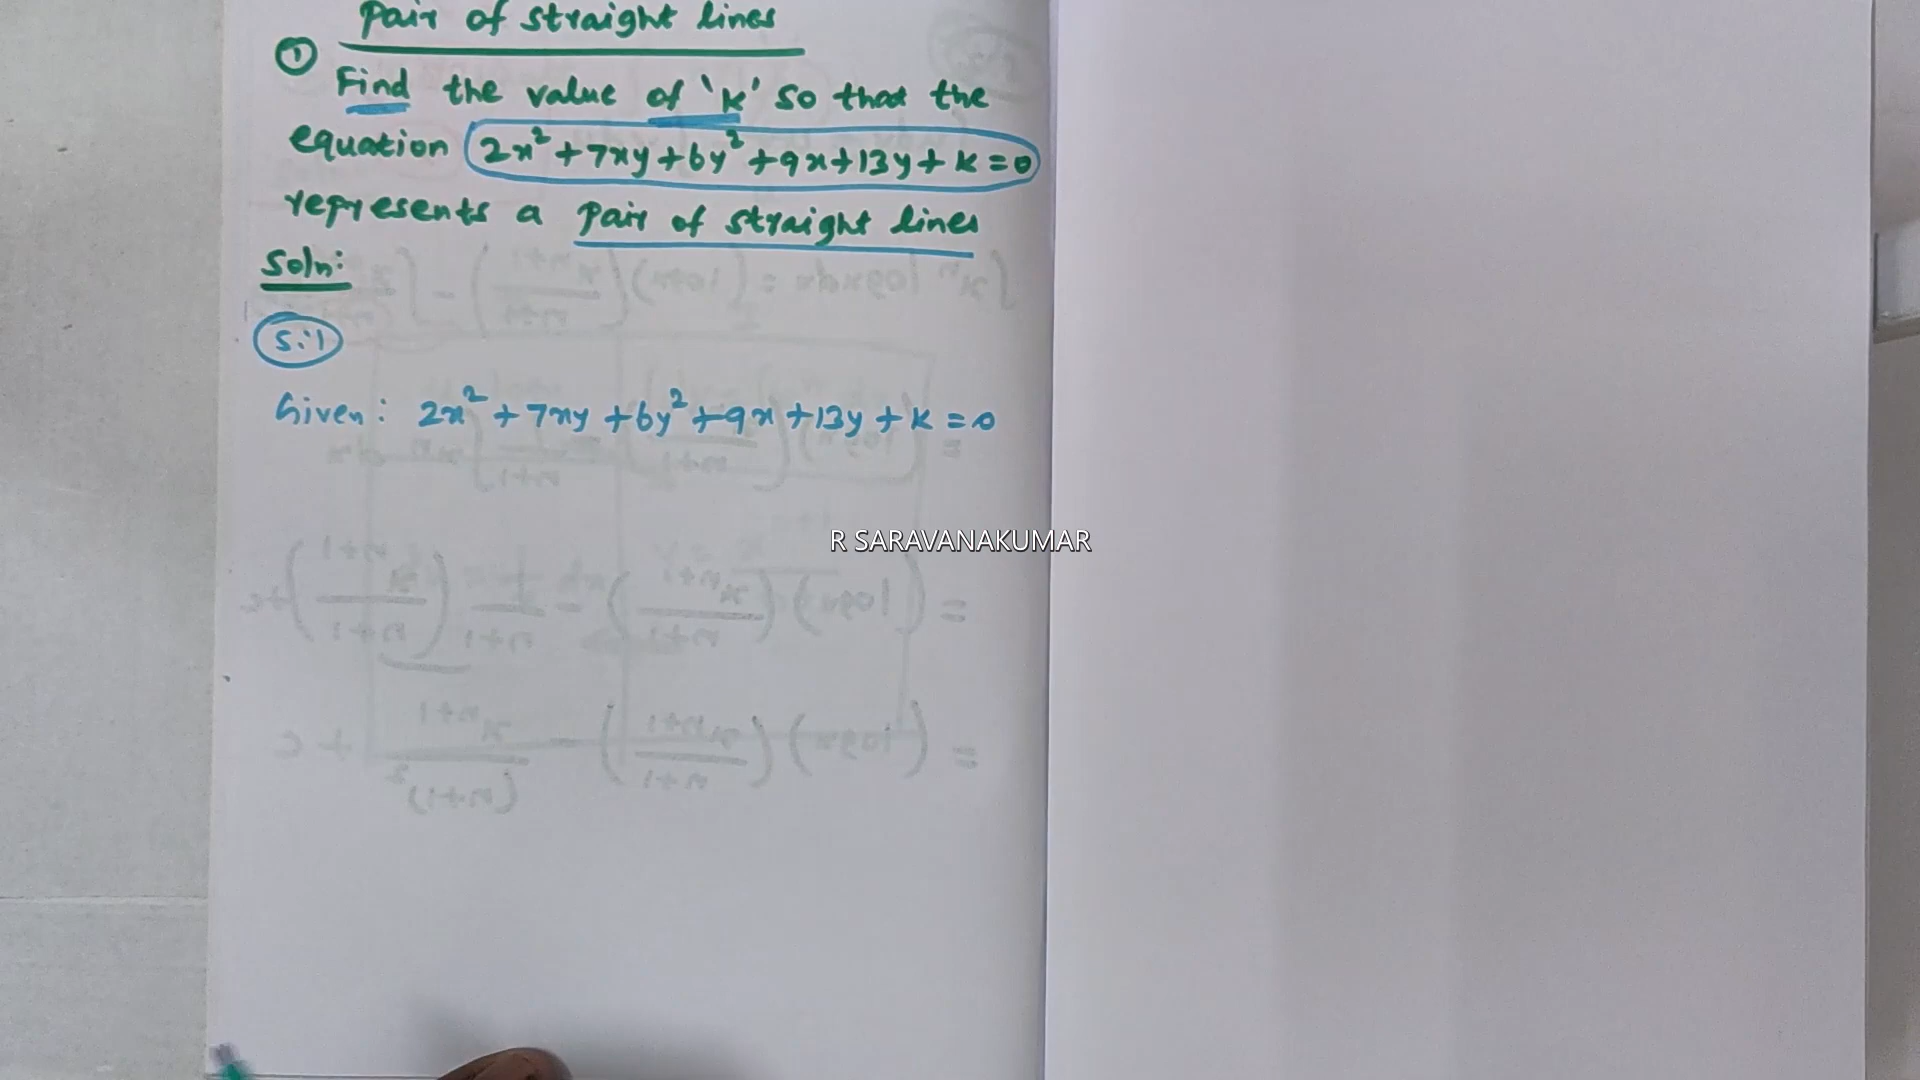 Pair of straight lines
① Find the value of 'k' so that the
equation 2x² + 7xy + 6y² + 9x + 13y + k = 0
represents a pair of straight lines
Soln:
S:1
Given: 2x² + 7xy + 6y² + 9x + 13y + k = 0
R SARAVANAKUMAR